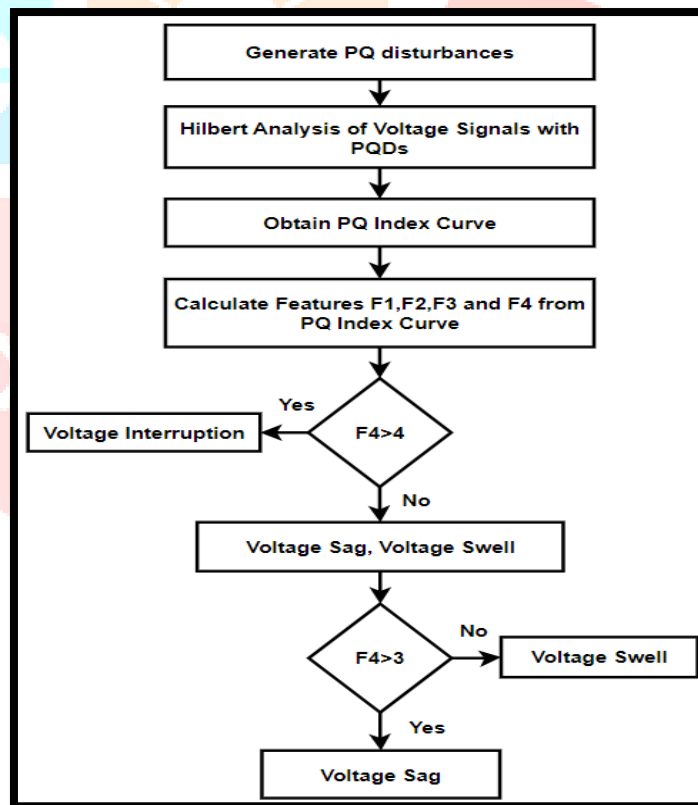 Generate PQ disturbances
Hilbert Analysis of Voltage Signals with
PQDs
Obtain PQ Index Curve
Calculate Features F1,F2,F3 and F4 from
PQ Index Curve
Yes
Voltage Interruption
F4>4
No
Voltage Sag, Voltage Swell
No
F4>3
Voltage Swell
Yes
Voltage Sag